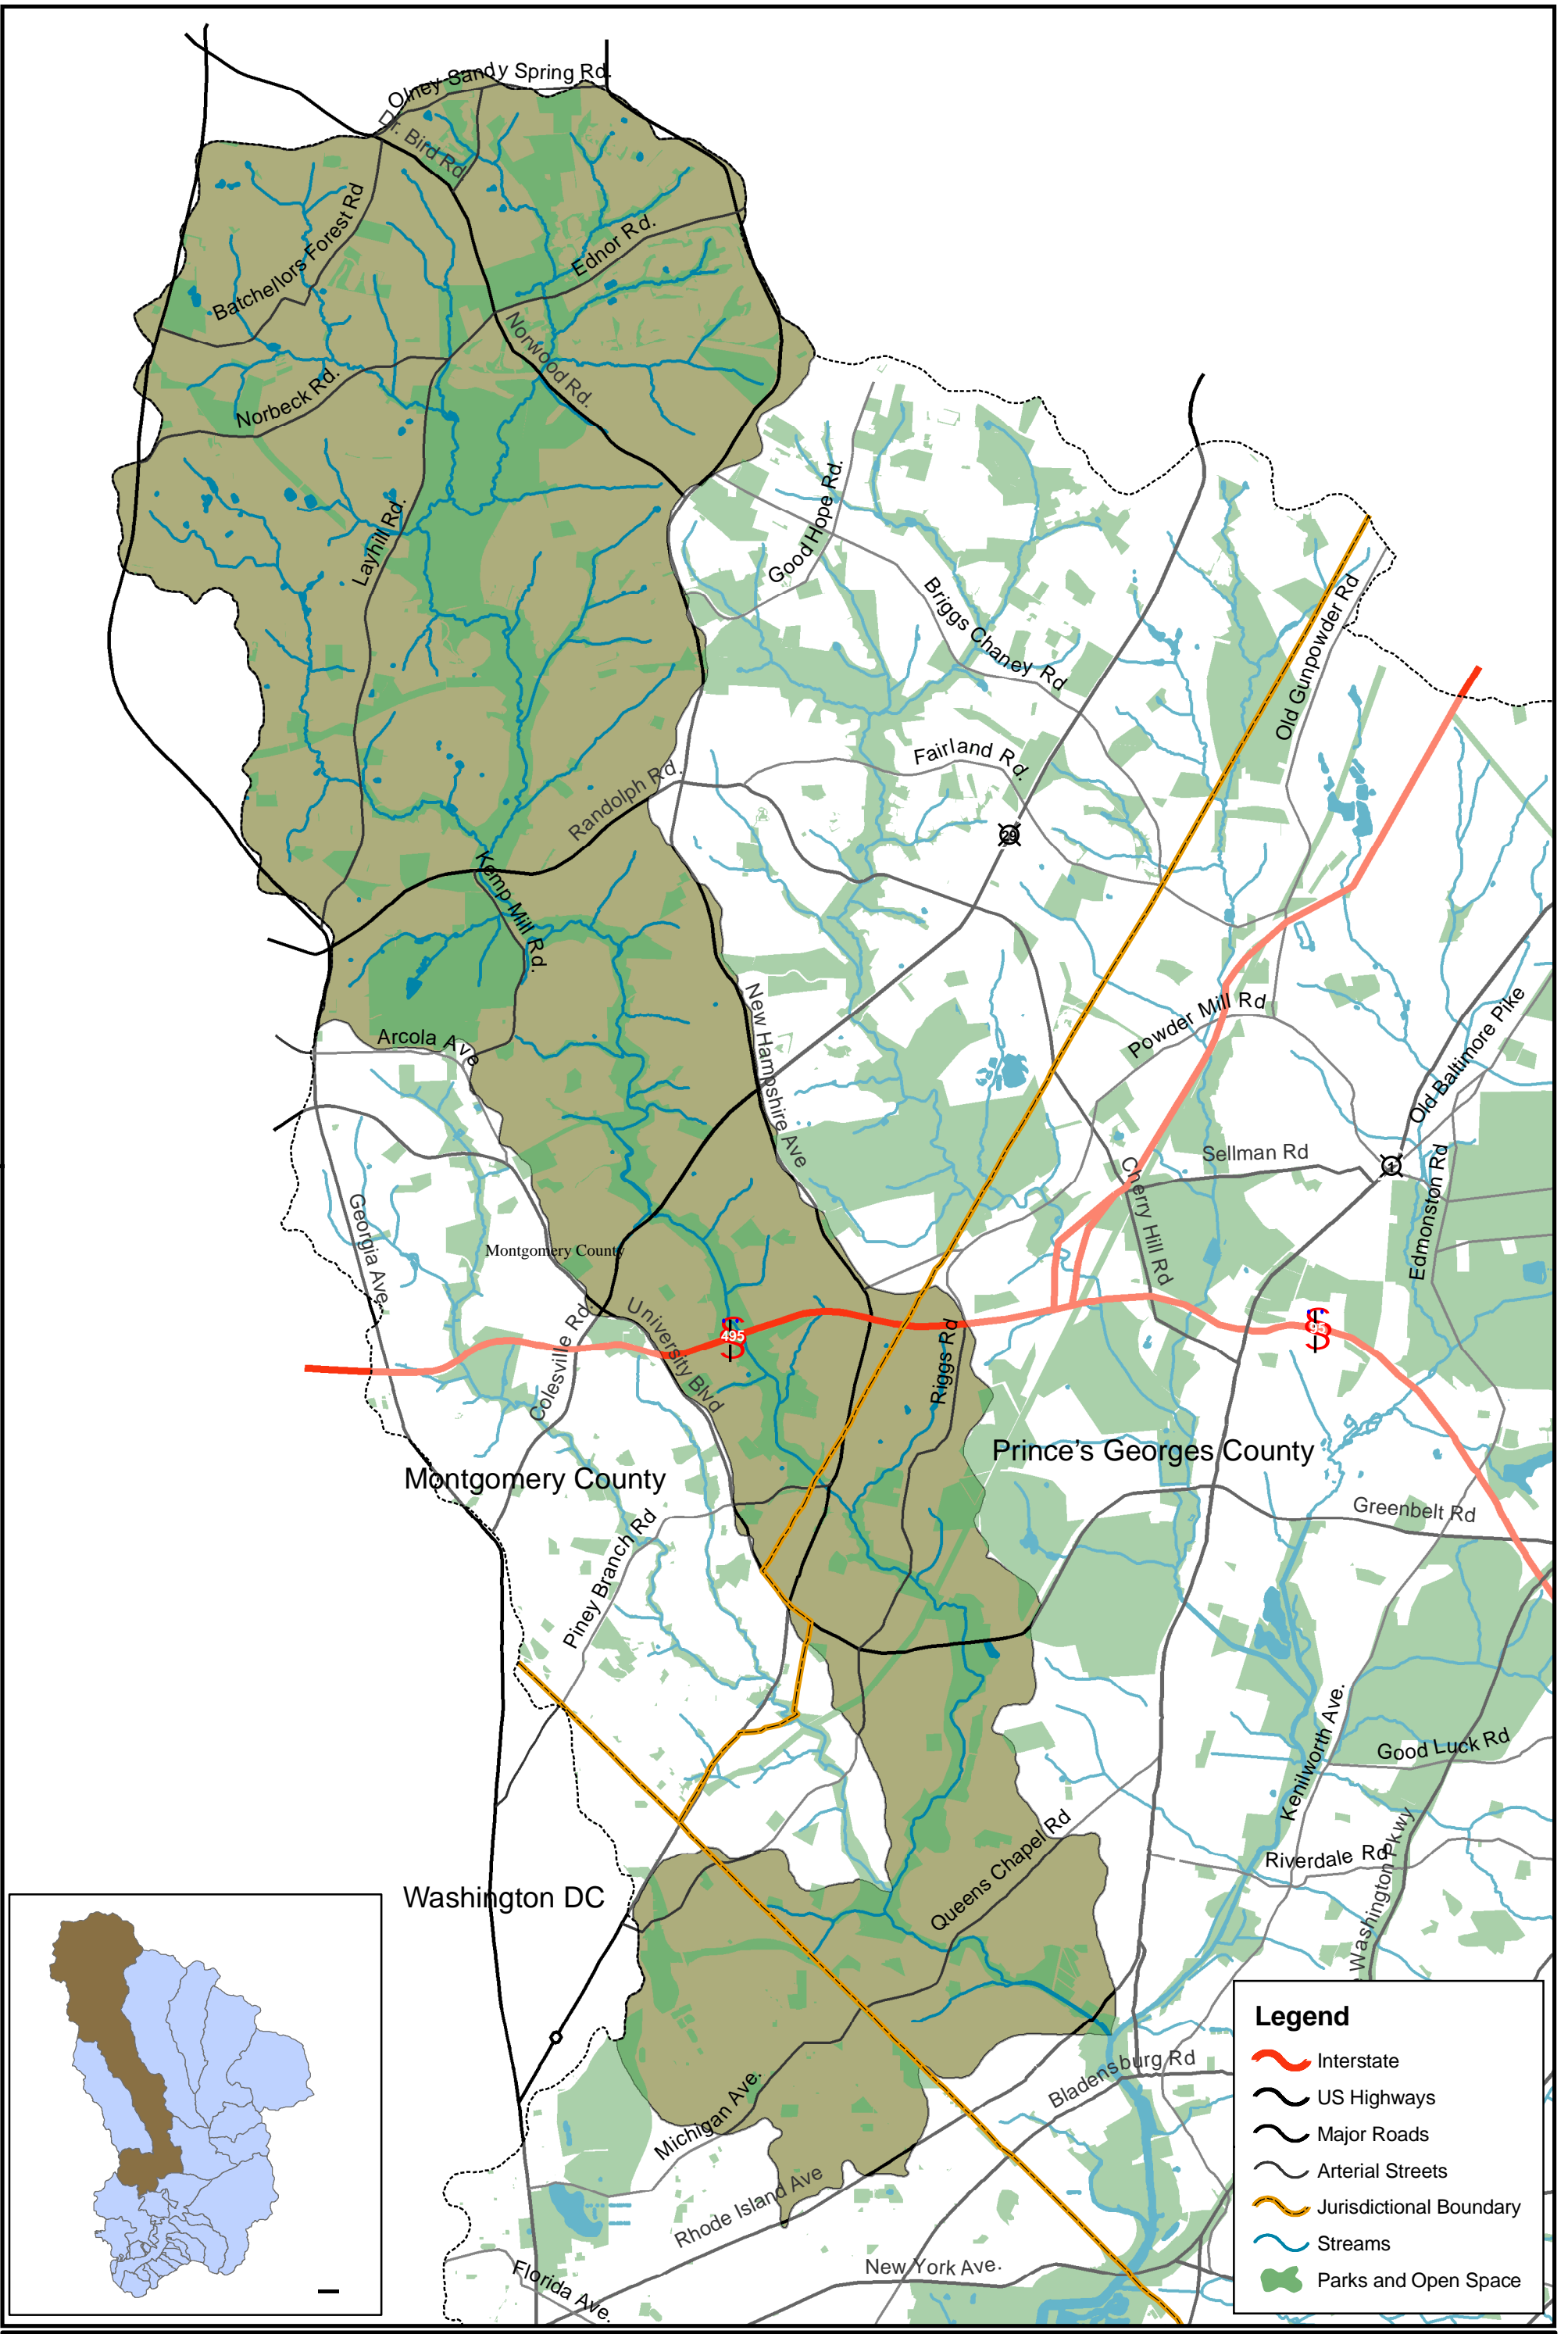 Olney Sandy Spring Rd.
Dr. Bird Rd
Batchellors Forest Rd
Ednor Rd.
Norwood Rd.
Norbeck Rd.
Layhill Rd.
Good Hope Rd.
Briggs Chaney Rd
Old Gunpowder Rd
Fairland Rd.
Randolph Rd.
29
Kemp Mill Rd.
New Hampshire Ave
Powder Mill Rd
Old Baltimore Pike
Arcola Ave
Sellman Rd
1
Cherry Hill Rd
Edmonston Rd
Georgia Ave
Montgomery County
University Blvd
Colesville Rd.
495
95
Riggs Rd
Prince's Georges County
Montgomery County
Greenbelt Rd
Piney Branch Rd
Kenilworth Ave.
Good Luck Rd
Queens Chapel Rd
Riverdale Rd
Washington Pkwy
Washington DC
Bladensburg Rd
Michigan Ave.
Rhode Island Ave
New York Ave.
Florida Ave.
Legend
Interstate
US Highways
Major Roads
Arterial Streets
Jurisdictional Boundary
Streams
Parks and Open Space